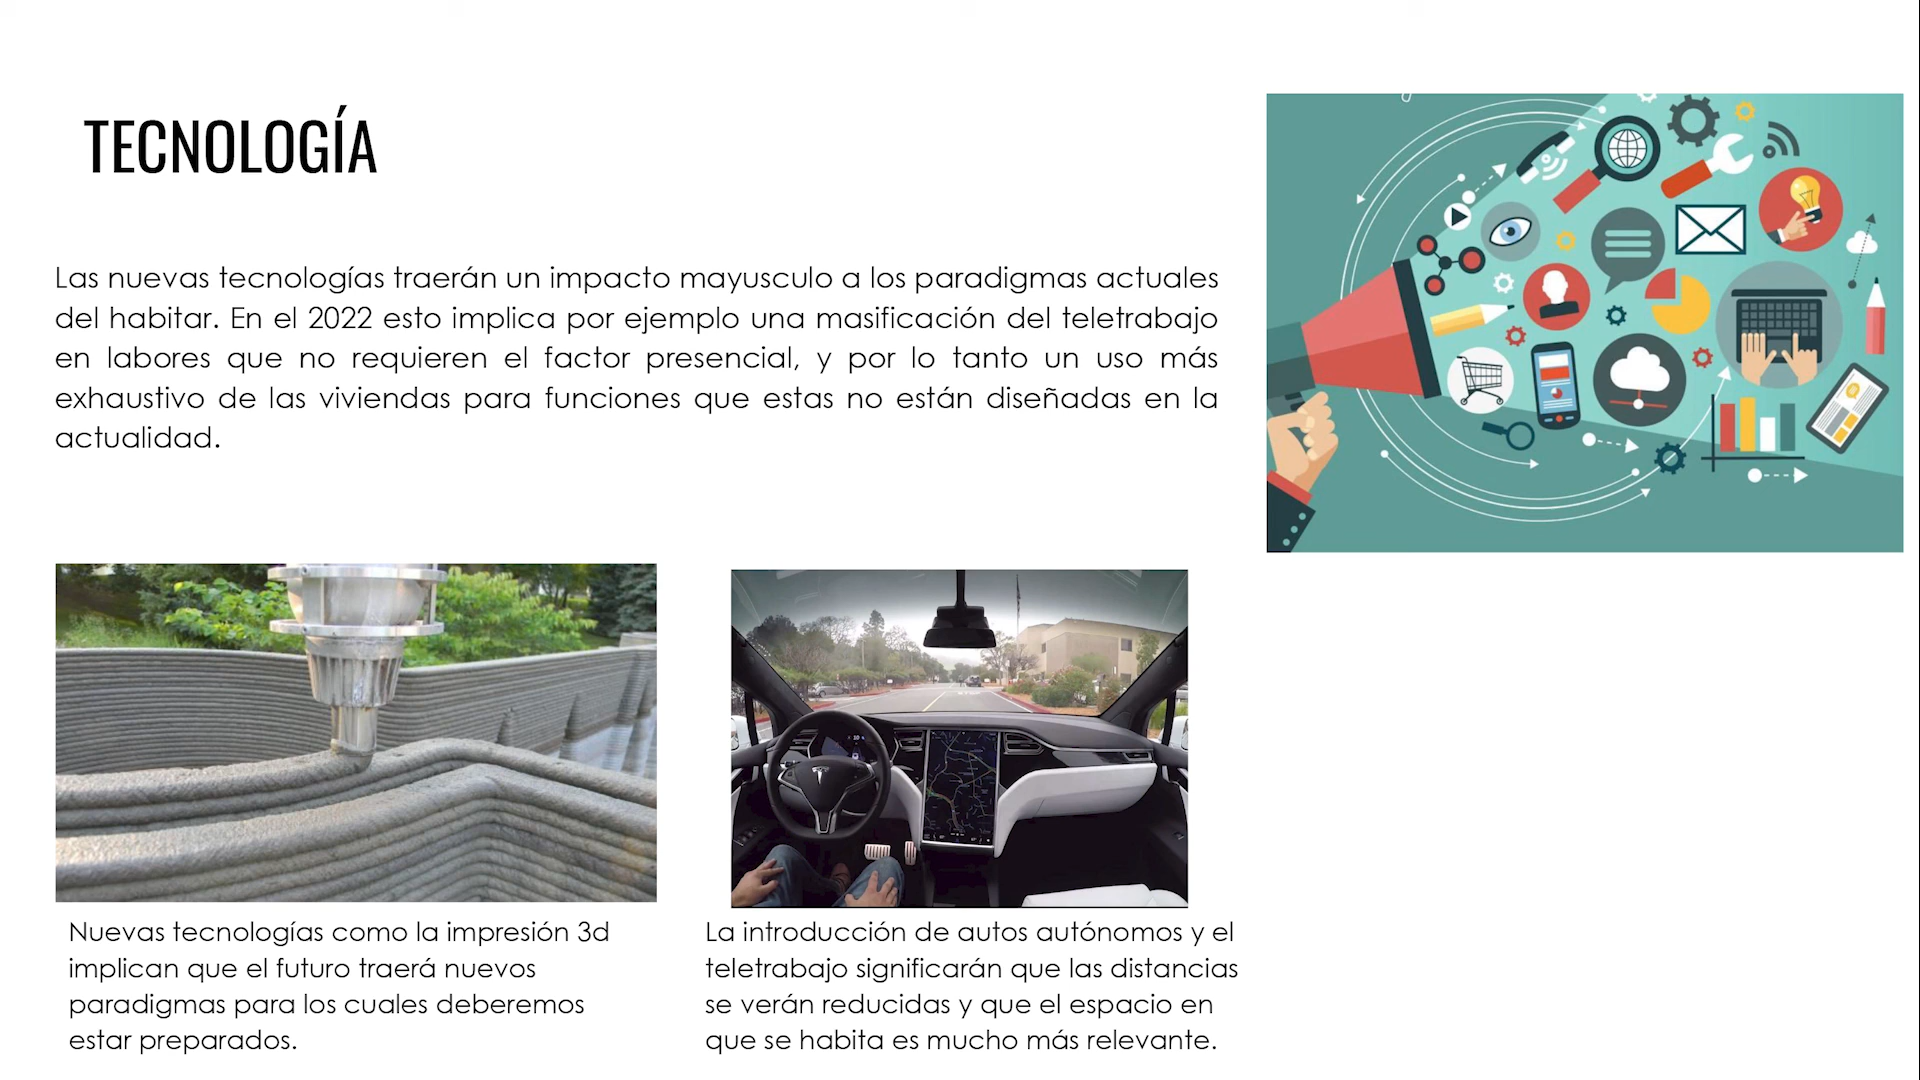 TECNOLOGÍA
Las nuevas tecnologías traerán un impacto mayusculo a los paradigmas actuales
del habitar. En el 2022 esto implica por ejemplo una masificación del teletrabajo
en labores que no requieren el factor presencial, y por lo tanto un uso más
exhaustivo de las viviendas para funciones que estas no están diseñadas en la
actualidad.
Nuevas tecnologías como la impresión 3d
implican que el futuro traerá nuevos
paradigmas para los cuales deberemos
estar preparados.
La introducción de autos autónomos y el
teletrabajo significarán que las distancias
se verán reducidas y que el espacio en
que se habita es mucho más relevante.